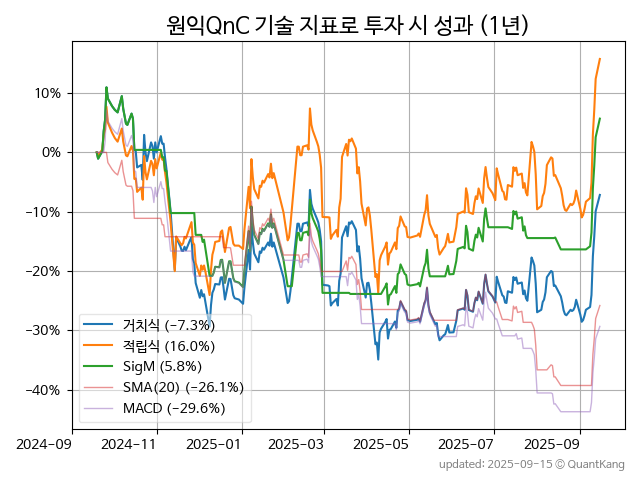 원익QnC 기술 지표로 투자 시 성과 (1년)
10%
0%
−10%
−20%
−30%
−40%
거치식 (−7.3%)
적립식 (16.0%)
SigM (5.8%)
SMA(20) (−26.1%)
MACD (−29.6%)
2024-09
2024-11
2025-01
2025-03
2025-05
2025-07
2025-09
updated: 2025-09-15 © QuantKang